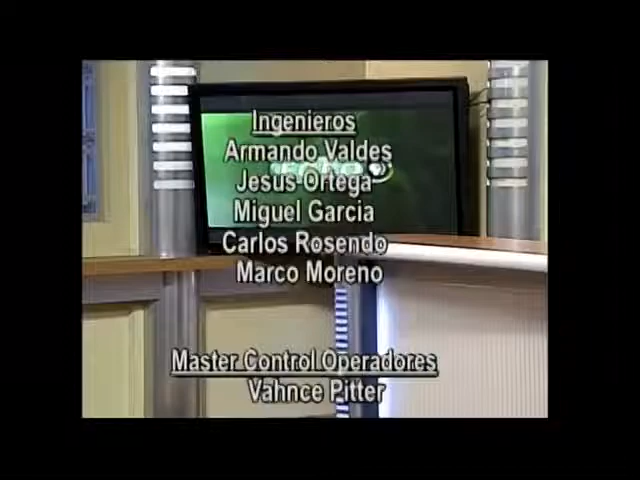 Ingenieros
Armando Valdes
Jesus Ortega
Miguel Garcia
Carlos Rosendo
Marco Moreno
Master Control Operadores
Vahnce Pitter